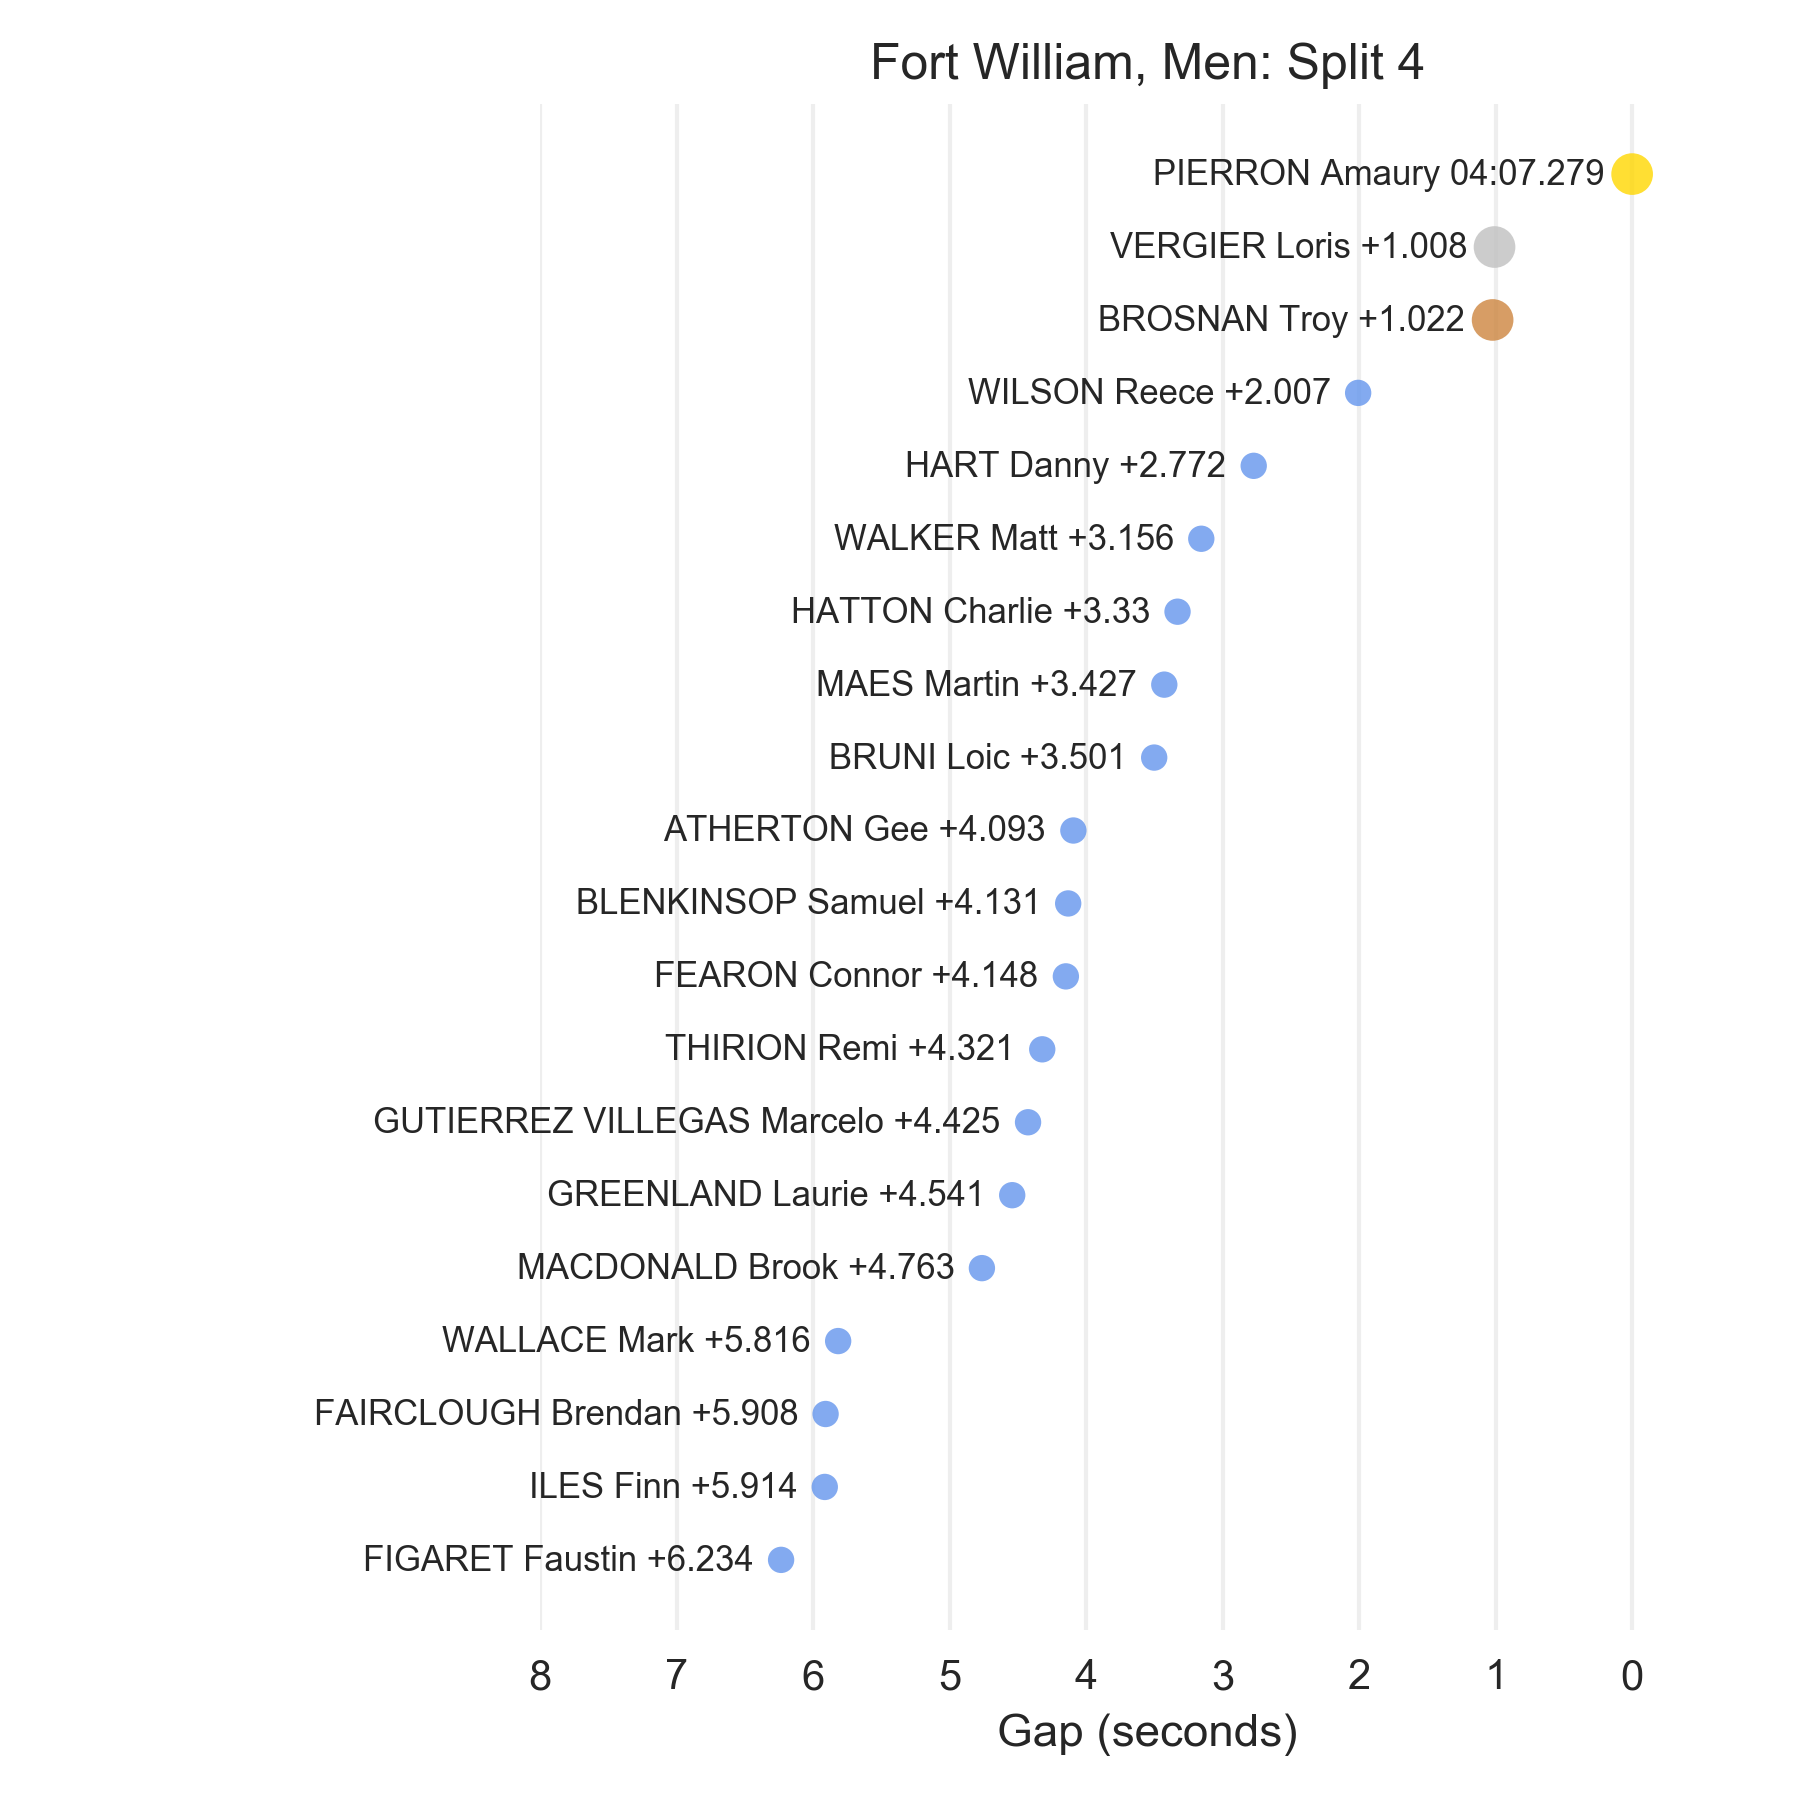 Fort William, Men: Split 4
PIERRON Amaury 04:07.279
VERGIER Loris +1.008
BROSNAN Troy +1.022
WILSON Reece +2.007
HART Danny +2.772
WALKER Matt +3.156
HATTON Charlie +3.33
MAES Martin +3.427
BRUNI Loic +3.501
ATHERTON Gee +4.093
BLENKINSOP Samuel +4.131
FEARON Connor +4.148
THIRION Remi +4.321
GUTIERREZ VILLEGAS Marcelo +4.425
GREENLAND Laurie +4.541
MACDONALD Brook +4.763
WALLACE Mark +5.816
FAIRCLOUGH Brendan +5.908
ILES Finn +5.914
FIGARET Faustin +6.234
8 7 6 5 4 3 2 1 0
Gap (seconds)